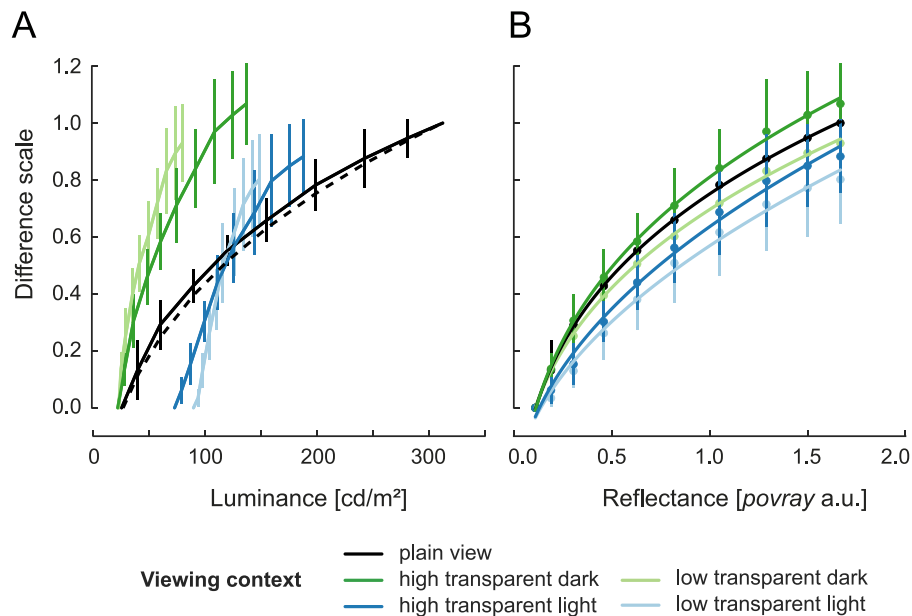 A
B
1.2
1.0
0.8
0.6
0.4
0.2
0.0
Difference scale
0 100 200 300
0.0 0.5 1.0 1.5 2.0
Luminance [cd/m²]
Reflectance [povray a.u.]
Viewing context
plain view
high transparent dark
low transparent dark
high transparent light
low transparent light